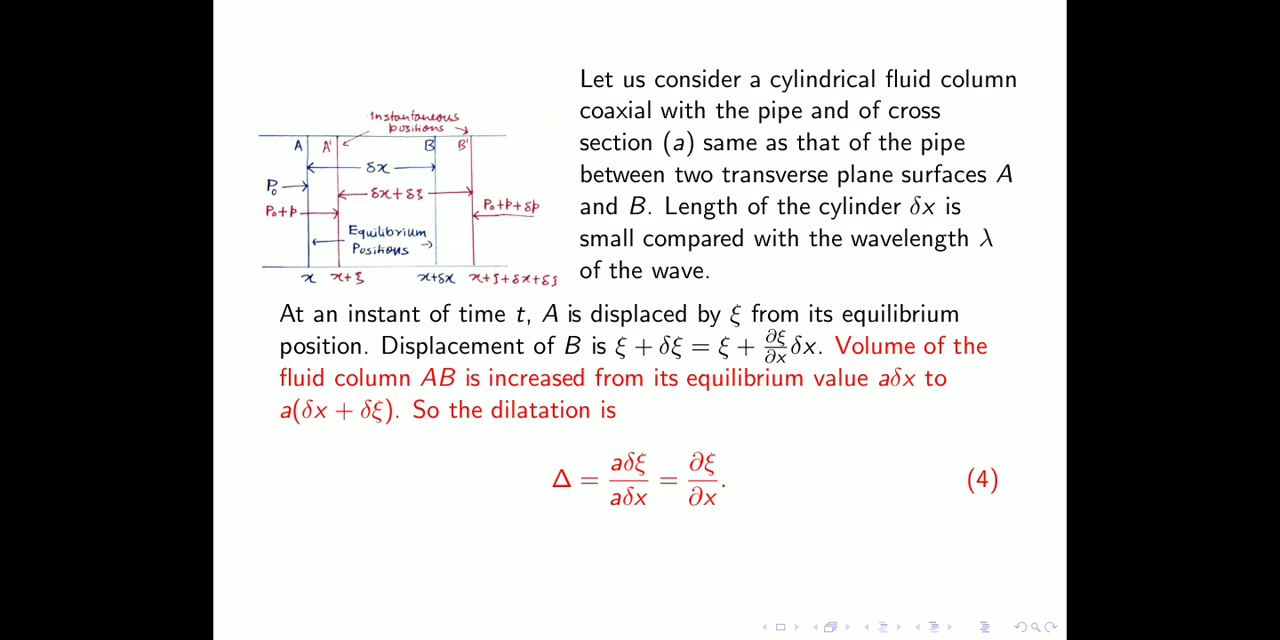 Instantaneous
positions
A A' B B'
δx
P₀
δx+δξ
P₀+p
P₀+p+δp
Equilibrium
Positions
x x+ξ x+δx x+ξ+δx+δξ
Let us consider a cylindrical fluid column
coaxial with the pipe and of cross
section (a) same as that of the pipe
between two transverse plane surfaces A
and B. Length of the cylinder δx is
small compared with the wavelength λ
of the wave.
At an instant of time t, A is displaced by ξ from its equilibrium
position. Displacement of B is ξ + δξ = ξ + ∂ξ/∂x δx. Volume of the
fluid column AB is increased from its equilibrium value aδx to
a(δx + δξ). So the dilatation is
Δ = aδξ/aδx = ∂ξ/∂x. (4)